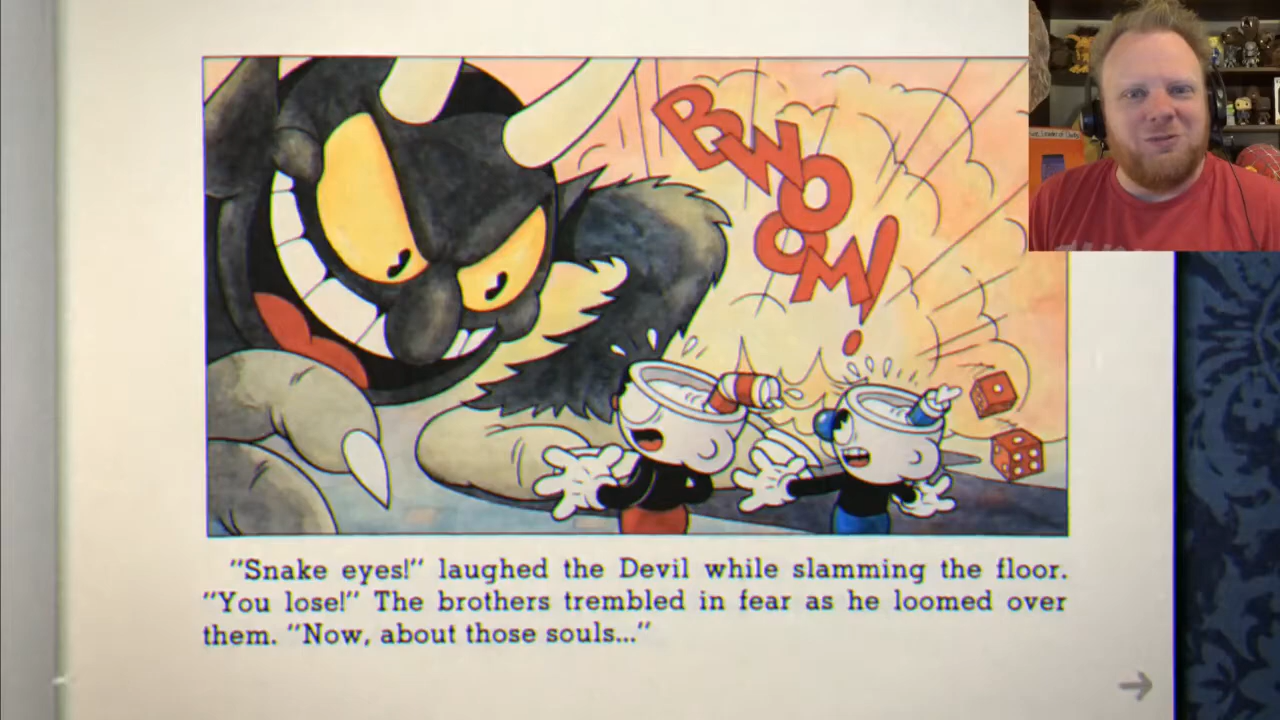 BWOOM!
"Snake eyes!" laughed the Devil while slamming the floor.
"You lose!" The brothers trembled in fear as he loomed over
them. "Now, about those souls..."